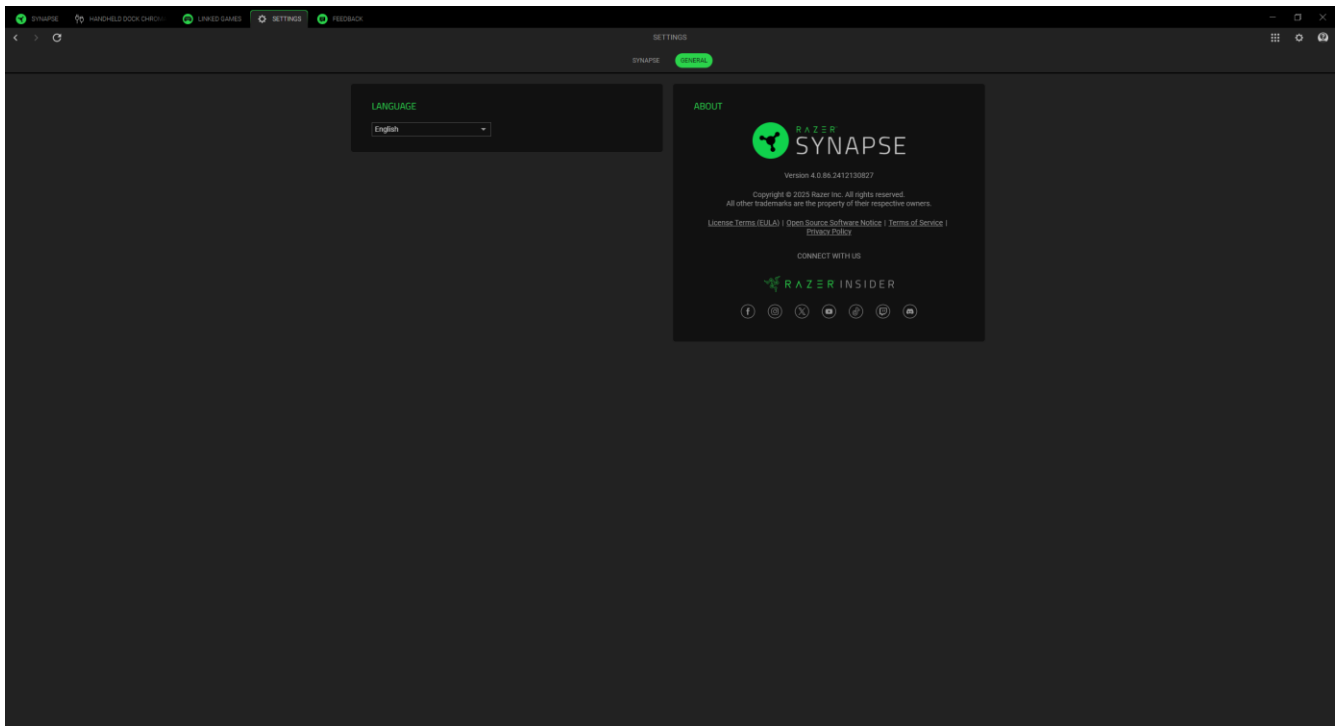 SYNAPSE
HANDHELD DOCK CHROM
LINKED GAMES
SETTINGS
FEEDBACK
SETTINGS
SYNAPSE
GENERAL
LANGUAGE
English
ABOUT
RAZER
SYNAPSE
Version 4.0.86.2412130827
Copyright © 2025 Razer Inc. All rights reserved.
All other trademarks are the property of their respective owners.
License Terms (EULA) | Open Source Software Notice | Terms of Service |
Privacy Policy
CONNECT WITH US
RAZER INSIDER